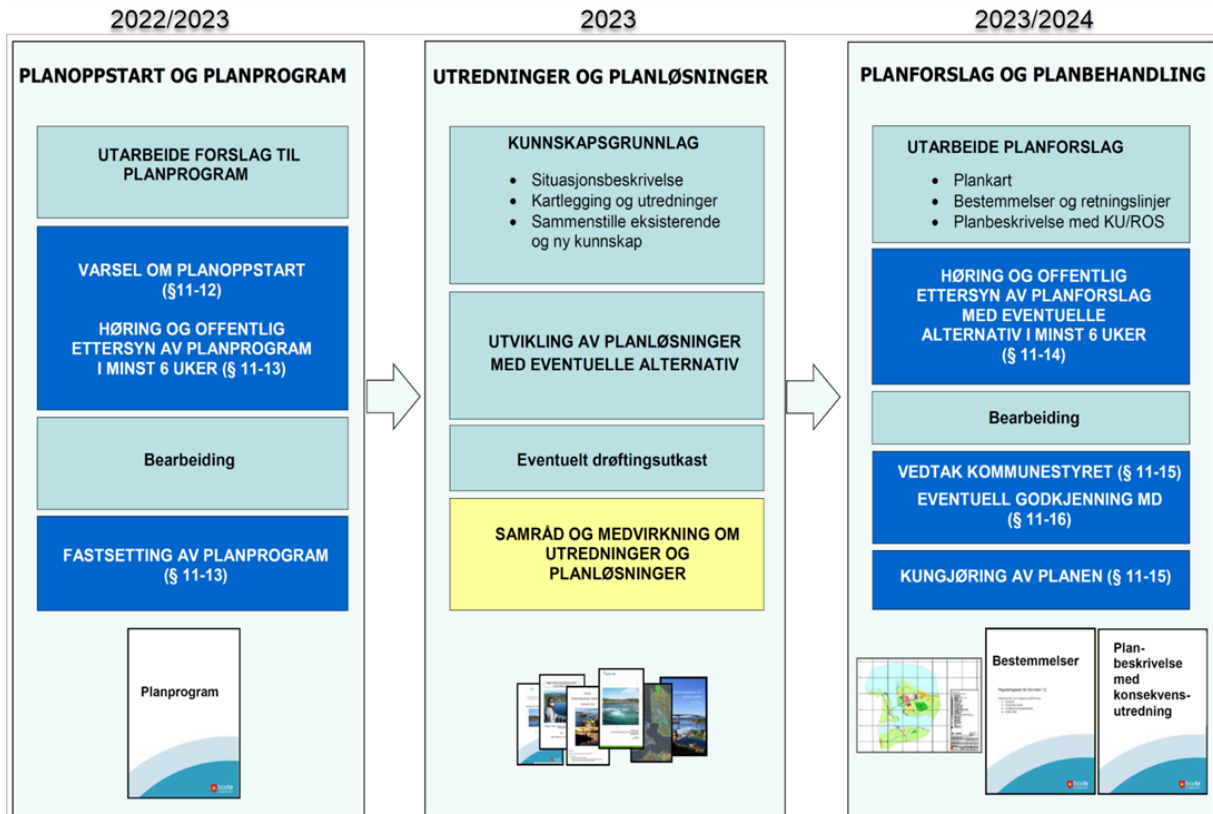 2022/2023
PLANOPPSTART OG PLANPROGRAM
UTARBEIDE FORSLAG TIL
PLANPROGRAM
VARSEL OM PLANOPPSTART
(§11-12)
HØRING OG OFFENTLIG
ETTERSYN AV PLANPROGRAM
I MINST 6 UKER (§ 11-13)
Bearbeiding
FASTSETTING AV PLANPROGRAM
(§ 11-13)
Planprogram
bodø
2023
UTREDNINGER OG PLANLØSNINGER
KUNNSKAPSGRUNNLAG
• Situasjonsbeskrivelse
• Kartlegging og utredninger
• Sammenstille eksisterende
og ny kunnskap
UTVIKLING AV PLANLØSNINGER
MED EVENTUELLE ALTERNATIV
Eventuelt drøftingsutkast
SAMRÅD OG MEDVIRKNING OM
UTREDNINGER OG
PLANLØSNINGER
2023/2024
PLANFORSLAG OG PLANBEHANDLING
UTARBEIDE PLANFORSLAG
• Plankart
• Bestemmelser og retningslinjer
• Planbeskrivelse med KU/ROS
HØRING OG OFFENTLIG
ETTERSYN AV PLANFORSLAG
MED EVENTUELLE
ALTERNATIV I MINST 6 UKER
(§ 11-14)
Bearbeiding
VEDTAK KOMMUNESTYRET (§ 11-15)
EVENTUELL GODKJENNING MD
(§ 11-16)
KUNGJØRING AV PLANEN (§ 11-15)
Bestemmelser
bodø
Plan-
beskrivelse
med
konsekvens-
utredning
bodø